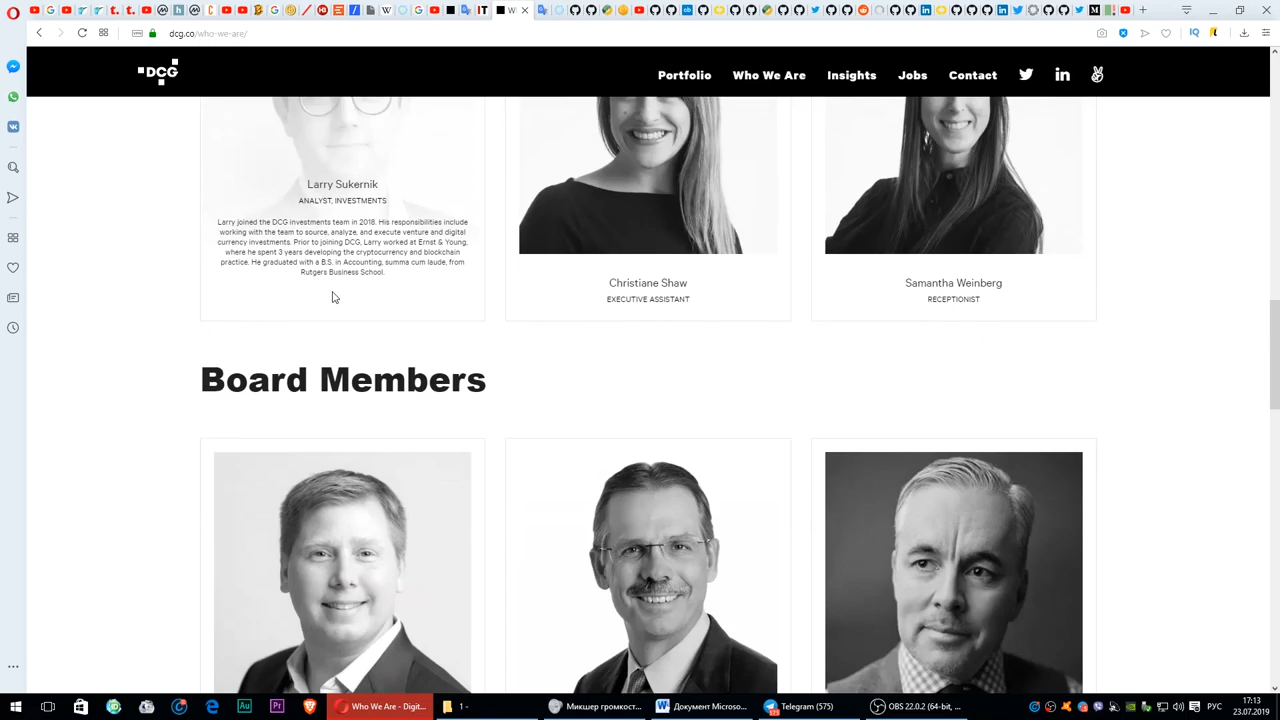 dcg.co/who-we-are/
DCG
Portfolio
Who We Are
Insights
Jobs
Contact
Larry Sukernik
ANALYST, INVESTMENTS
Larry joined the DCG investments team in 2018. His responsibilities include
working with the team to source, analyze, and execute venture and digital
currency investments. Prior to joining DCG, Larry worked at Ernst & Young,
where he spent 3 years developing the cryptocurrency and blockchain
practice. He graduated with a B.S. in Accounting, summa cum laude, from
Rutgers Business School.
Christiane Shaw
EXECUTIVE ASSISTANT
Samantha Weinberg
RECEPTIONIST
Board Members
Who We Are - Digit...
1 -
Микшер громкост...
Документ Microso...
Telegram (575)
OBS 22.0.2 (64-bit, ...
РУС
17:13
23.07.2019